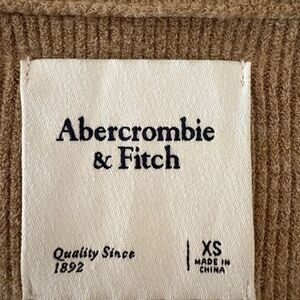 Abercrombie
& Fitch
Quality Since
1892
XS
MADE IN
CHINA